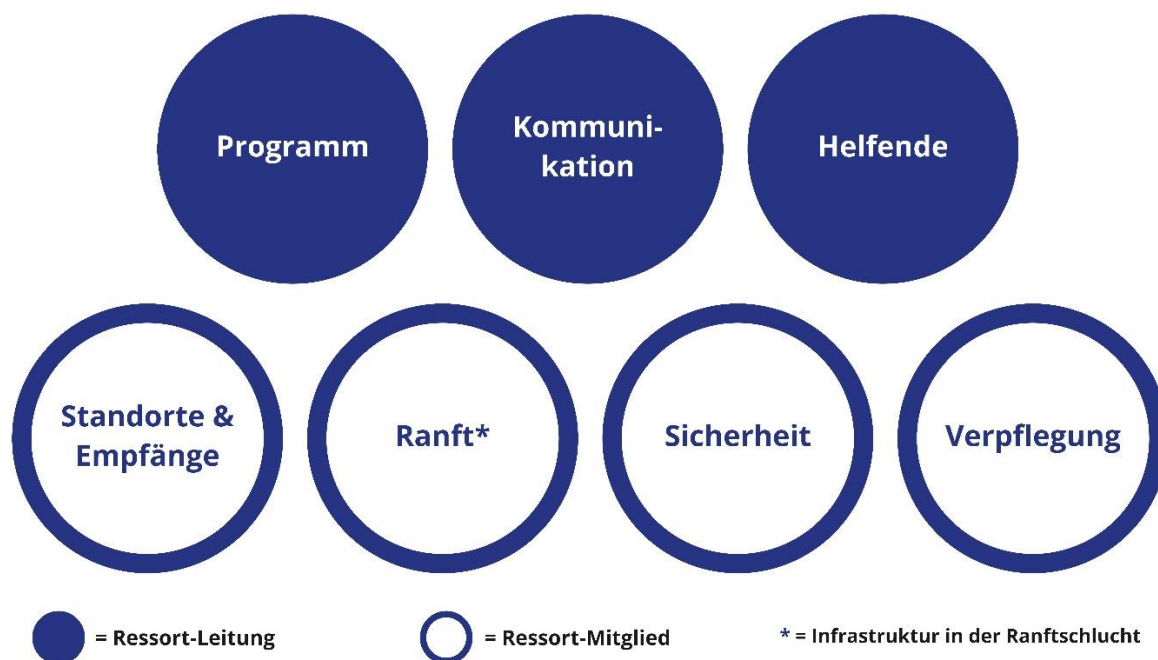 Programm
Kommuni-
kation
Helfende
Standorte &
Empfänge
Ranft*
Sicherheit
Verpflegung
= Ressort-Leitung
= Ressort-Mitglied
* = Infrastruktur in der Ranftschlucht